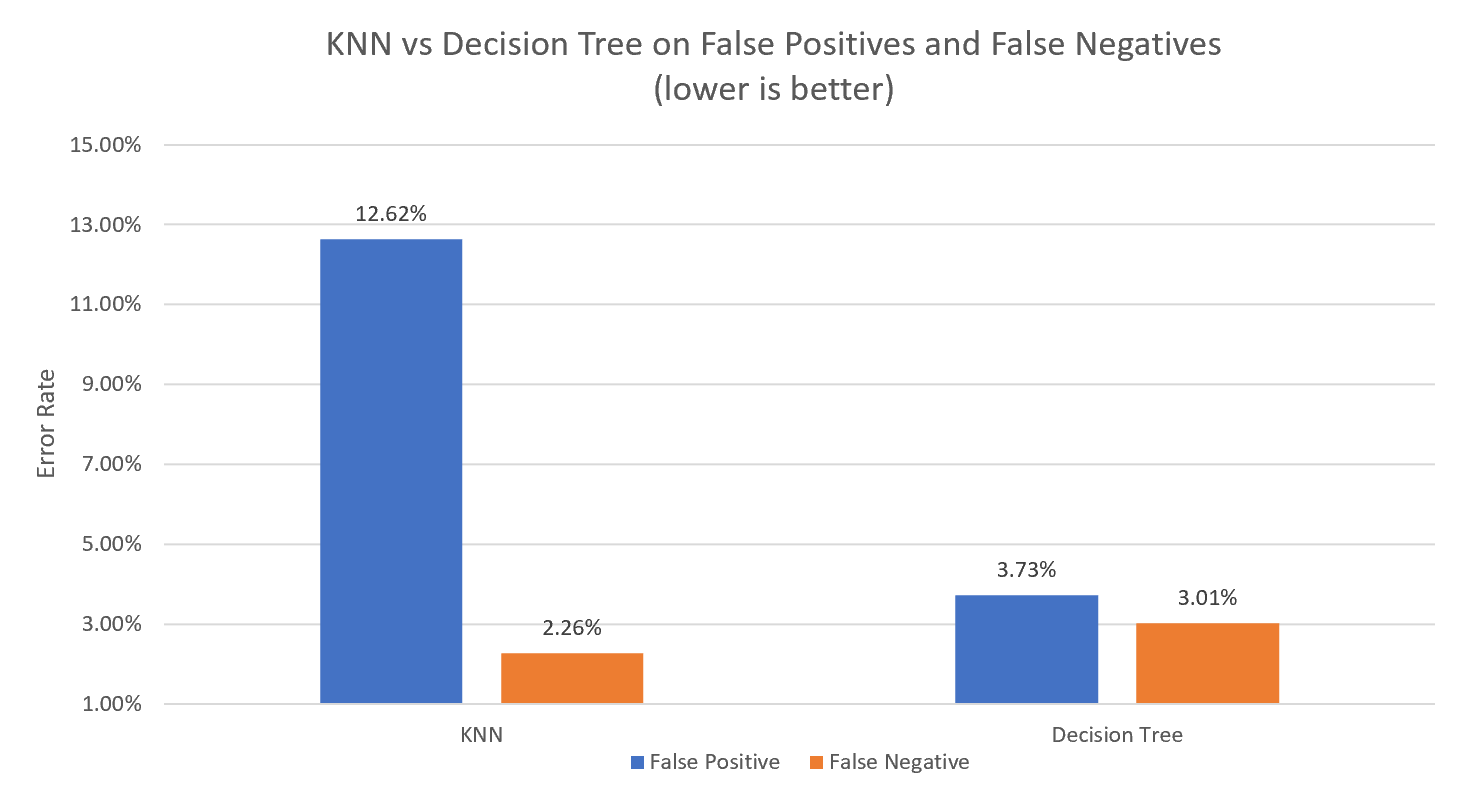 KNN vs Decision Tree on False Positives and False Negatives
(lower is better)
15.00%
13.00%
11.00%
9.00%
7.00%
5.00%
3.00%
1.00%
Error Rate
12.62%
2.26%
3.73%
3.01%
KNN
Decision Tree
False Positive
False Negative